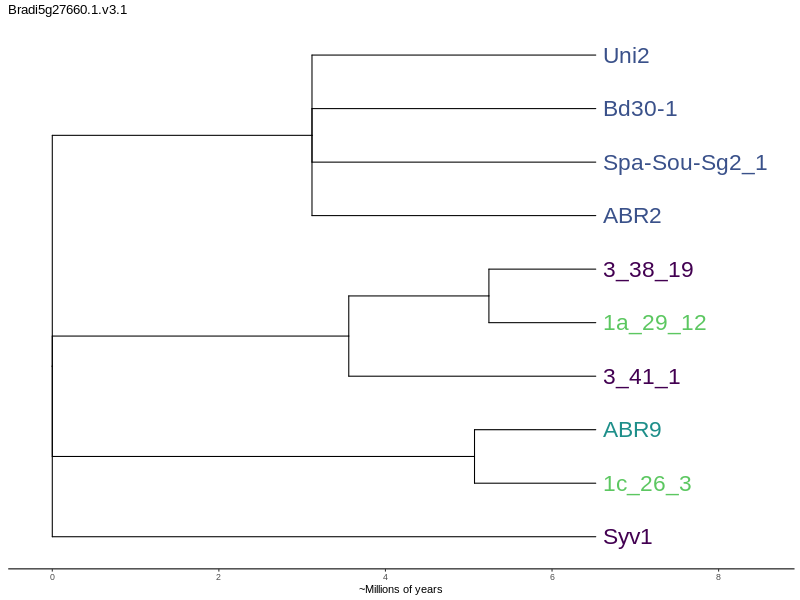 Bradi5g27660.1.v3.1
Uni2
Bd30-1
Spa-Sou-Sg2_1
ABR2
3_38_19
1a_29_12
3_41_1
ABR9
1c_26_3
Syv1
0 2 4 6 8
~Millions of years